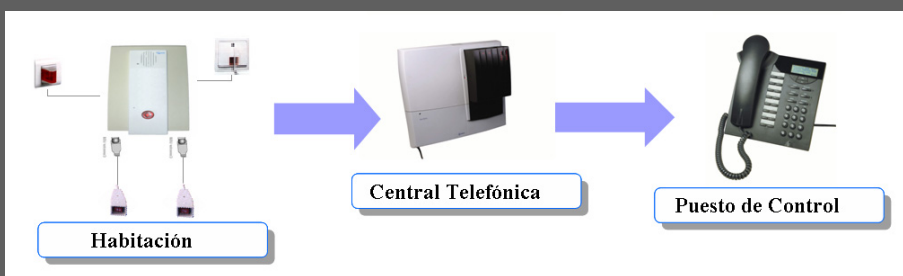 Habitación
Central Telefónica
Puesto de Control